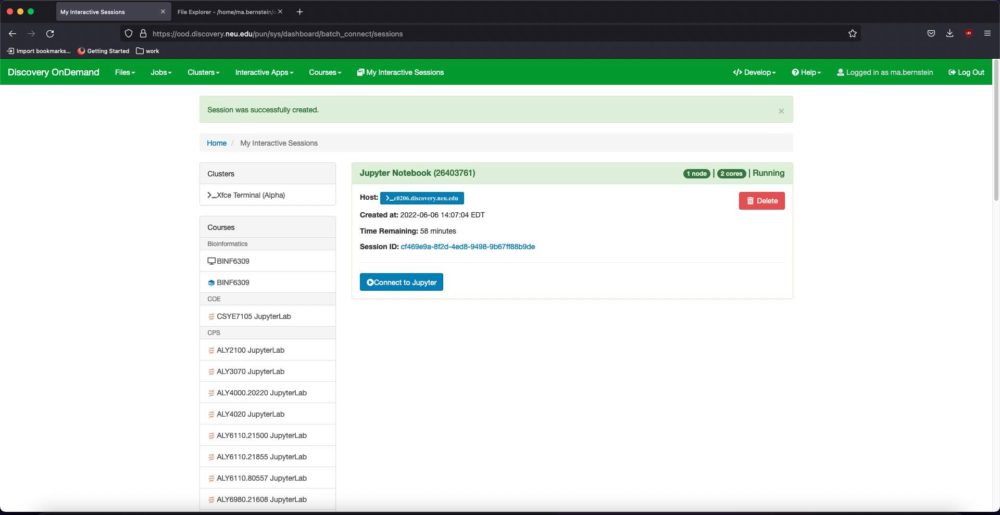 My Interactive Sessions
File Explorer - /home/ma.bernstein/
https://ood.discovery.neu.edu/pun/sys/dashboard/batch_connect/sessions
Import bookmarks... Getting Started work
Discovery OnDemand Files Jobs Clusters Interactive Apps Courses My Interactive Sessions </> Develop Help Logged in as ma.bernstein Log Out
Session was successfully created. ×
Home / My Interactive Sessions
Clusters
Xfce Terminal (Alpha)
Courses
Bioinformatics
BINF6309
BINF6309
COE
CSYE7105 JupyterLab
CPS
ALY2100 JupyterLab
ALY3070 JupyterLab
ALY4000.20220 JupyterLab
ALY4020 JupyterLab
ALY6110.21500 JupyterLab
ALY6110.21855 JupyterLab
ALY6110.80557 JupyterLab
ALY6980.21608 JupyterLab
Jupyter Notebook (26403761) 1 node | 2 cores | Running
Host: >_c0206.discovery.neu.edu
Delete
Created at: 2022-06-06 14:07:04 EDT
Time Remaining: 58 minutes
Session ID: cf469e9a-8f2d-4ed8-9498-9b67ff88b9de
Connect to Jupyter